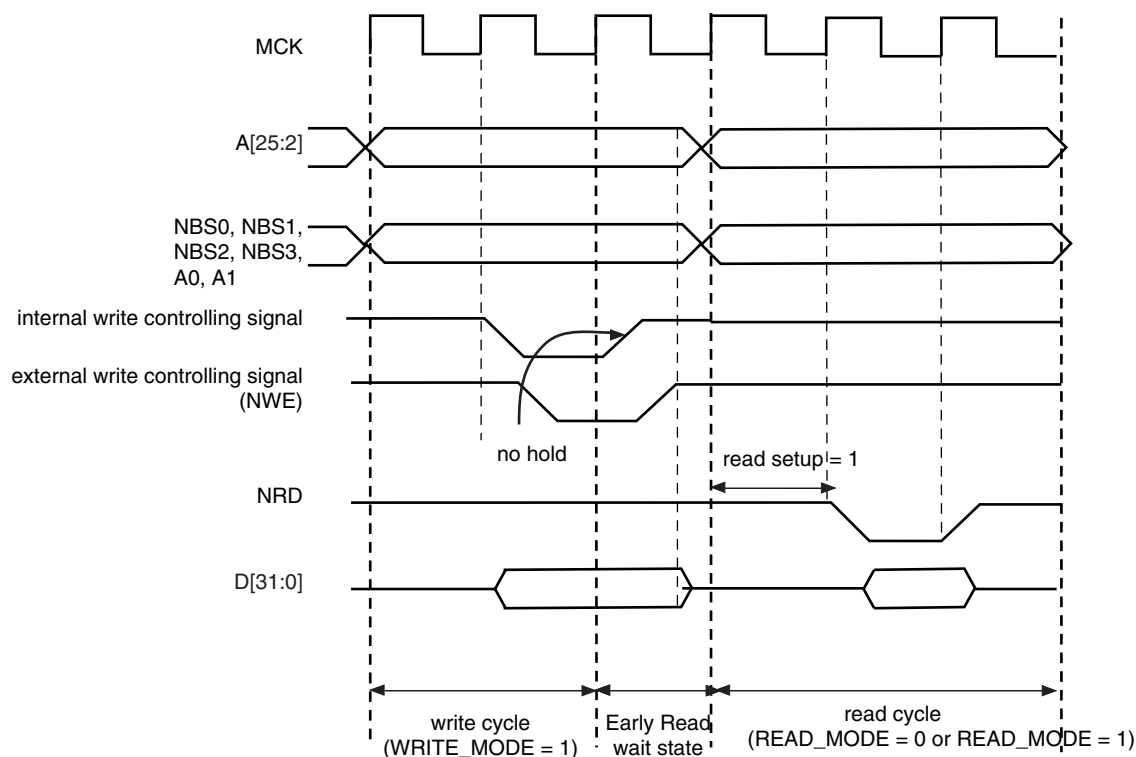 MCK
A[25:2]
NBS0, NBS1,
NBS2, NBS3,
A0, A1
internal write controlling signal
external write controlling signal
(NWE)
no hold
read setup = 1
NRD
D[31:0]
write cycle
(WRITE_MODE = 1)
Early Read
wait state
read cycle
(READ_MODE = 0 or READ_MODE = 1)